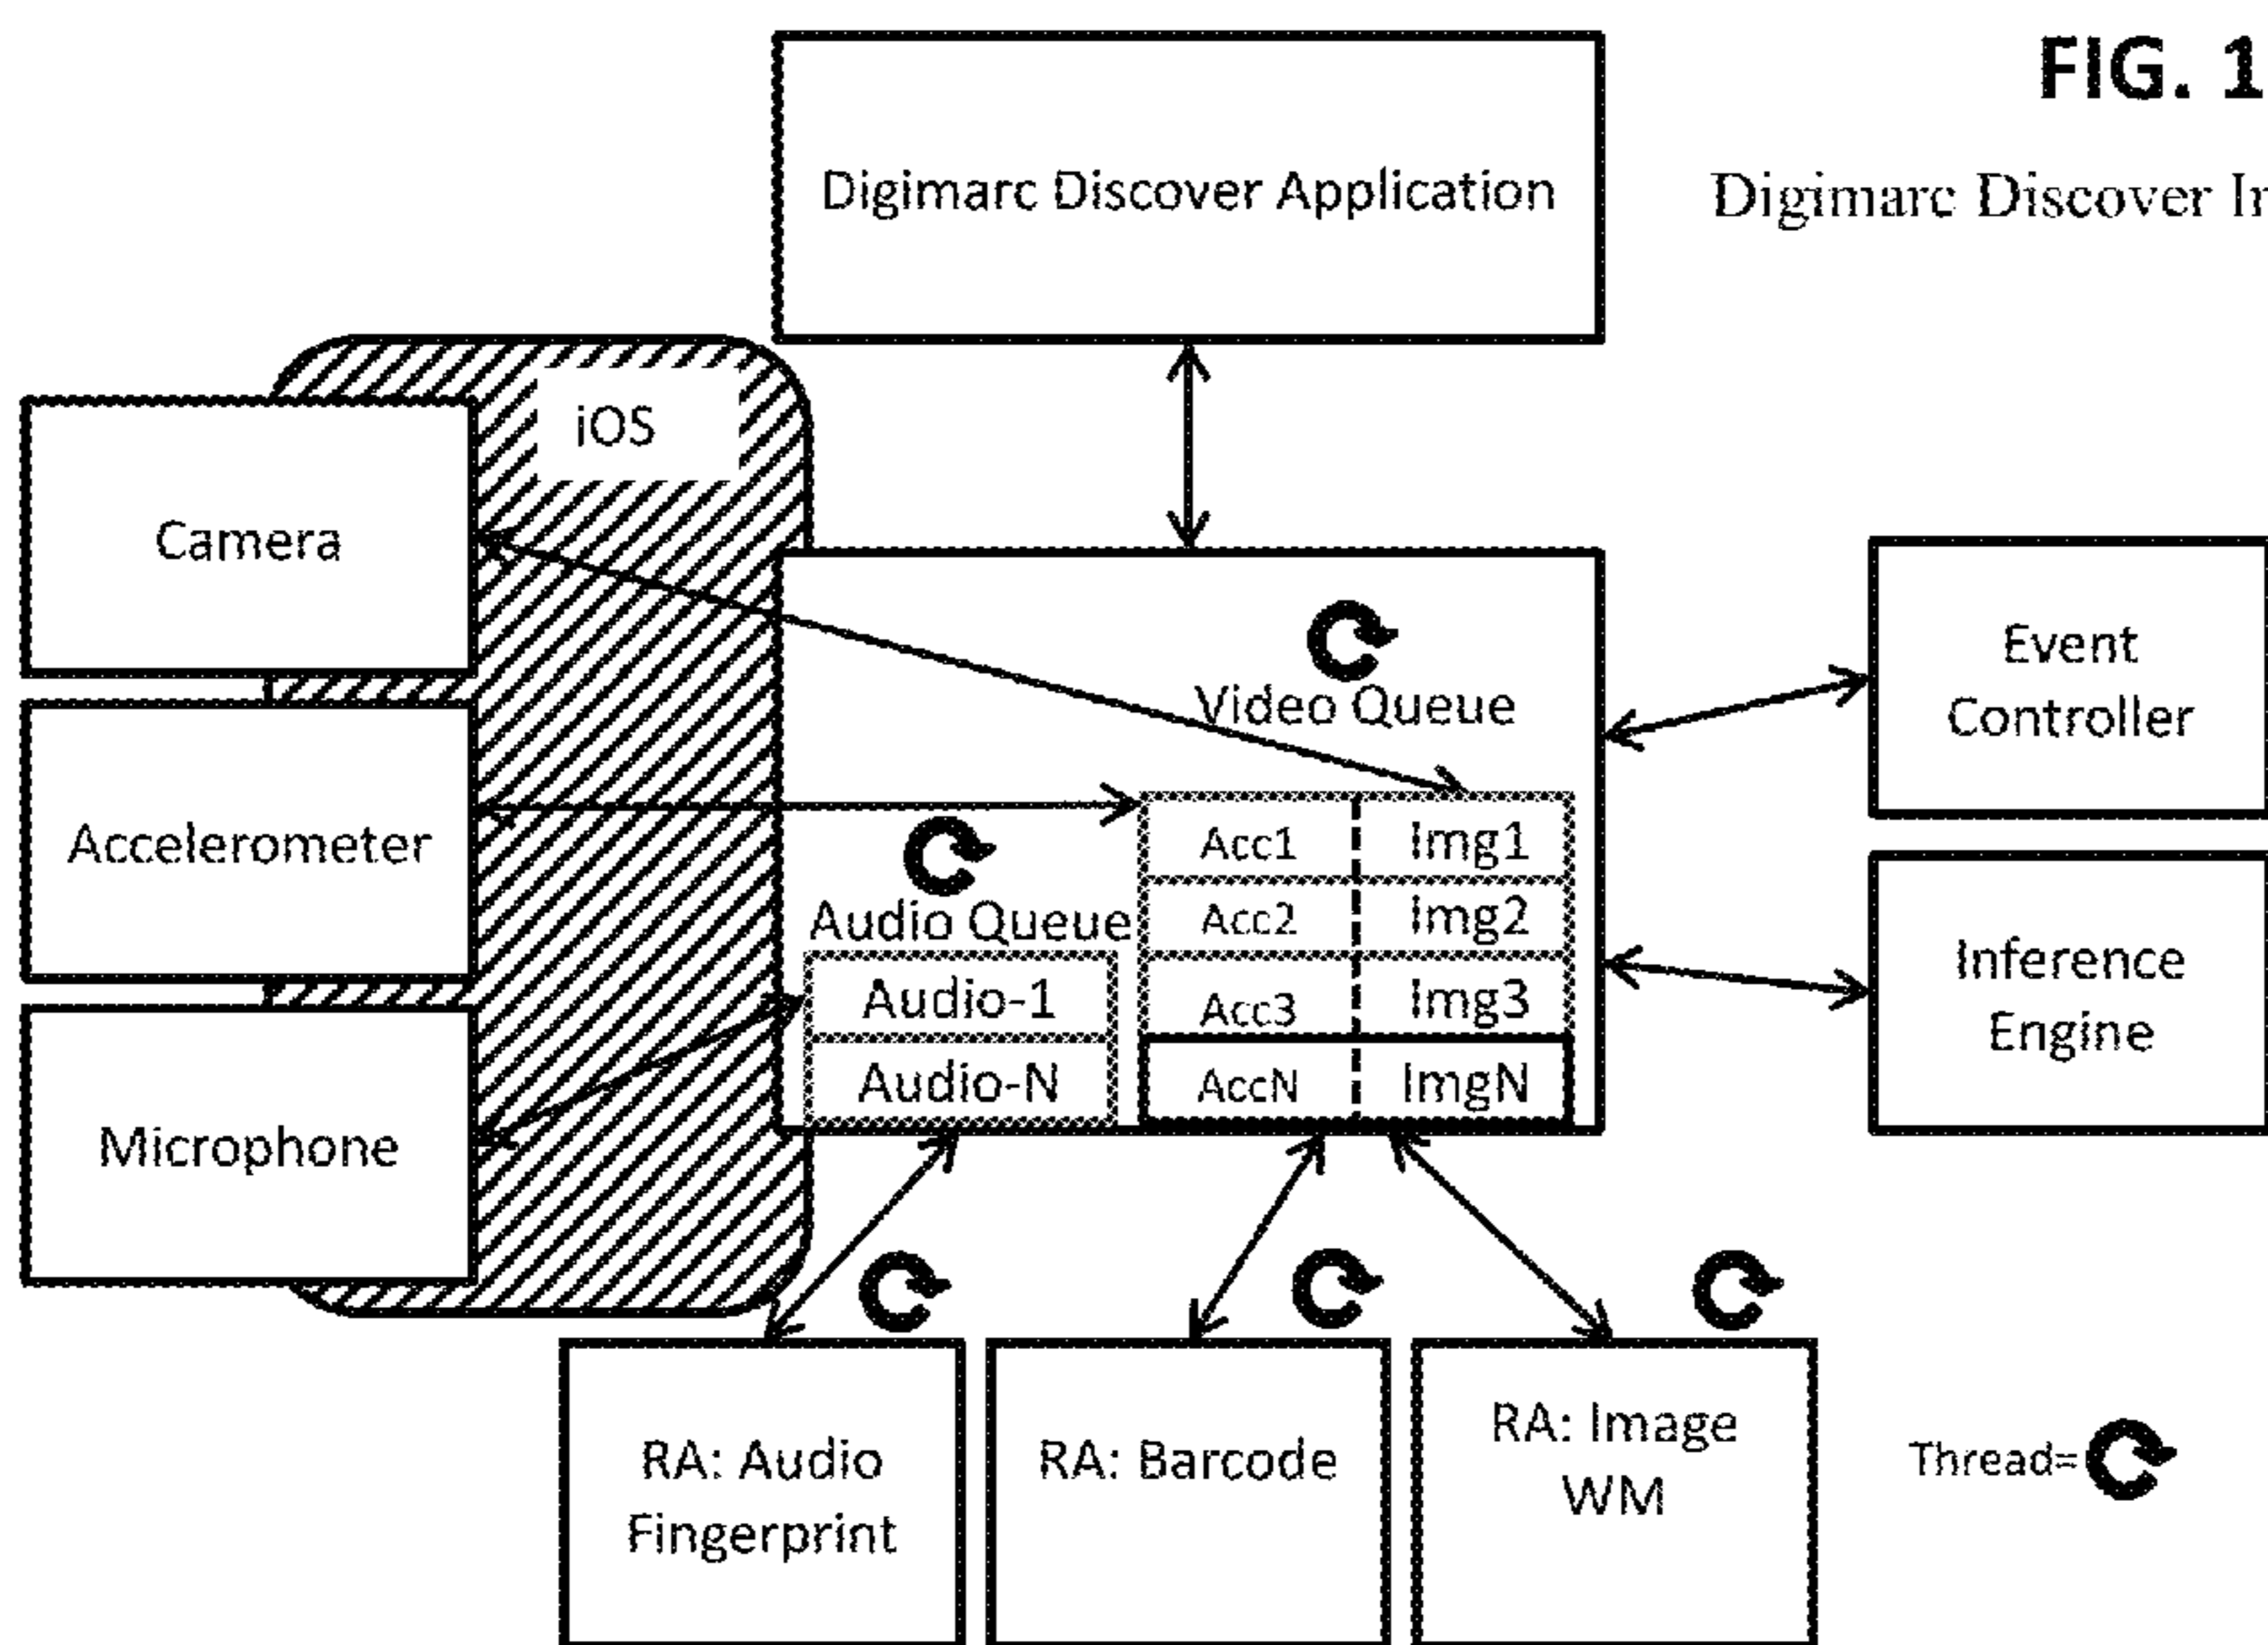 FIG. 1
Digimarc Discover Application
Digimarc Discover
iOS
Camera
Accelerometer
Microphone
Video Queue
Audio Queue
Acc1 Img1
Acc2 Img2
Acc3 Img3
AccN ImgN
Audio-1
Audio-N
Event
Controller
Inference
Engine
RA: Audio
Fingerprint
RA: Barcode
RA: Image
WM
Thread=